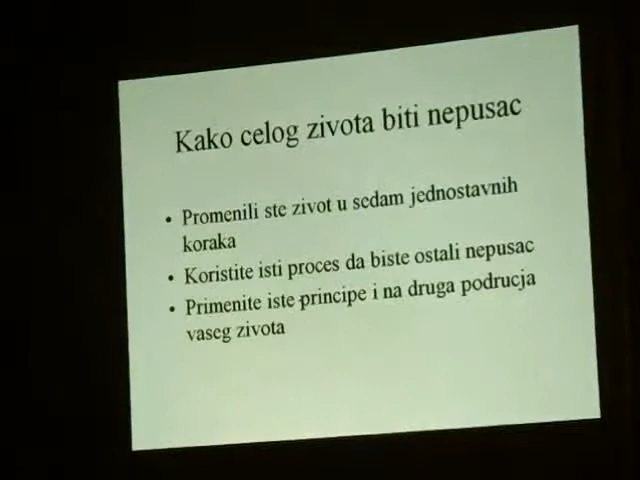 Kako celog zivota biti nepusac
• Promenili ste zivot u sedam jednostavnih
koraka
• Koristite isti proces da biste ostali nepusac
• Primenite iste principe i na druga podrucja
vaseg zivota